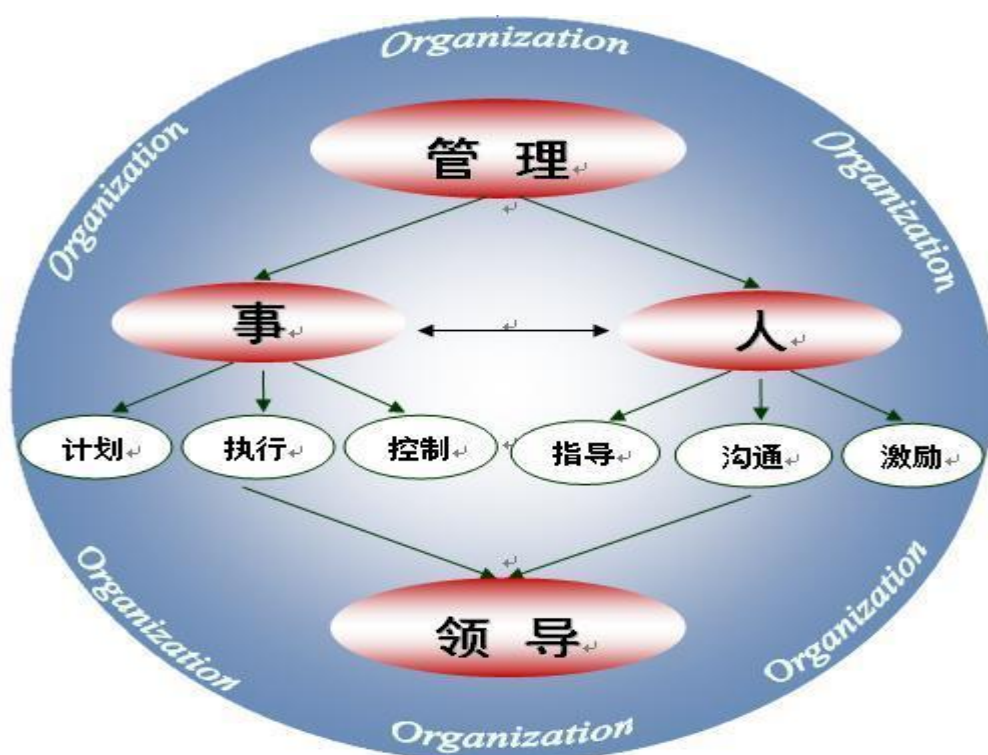 Organization
Organization
Organization
管 理
事
人
计划
执行
控制
指导
沟通
激励
领 导
Organization
Organization
Organization